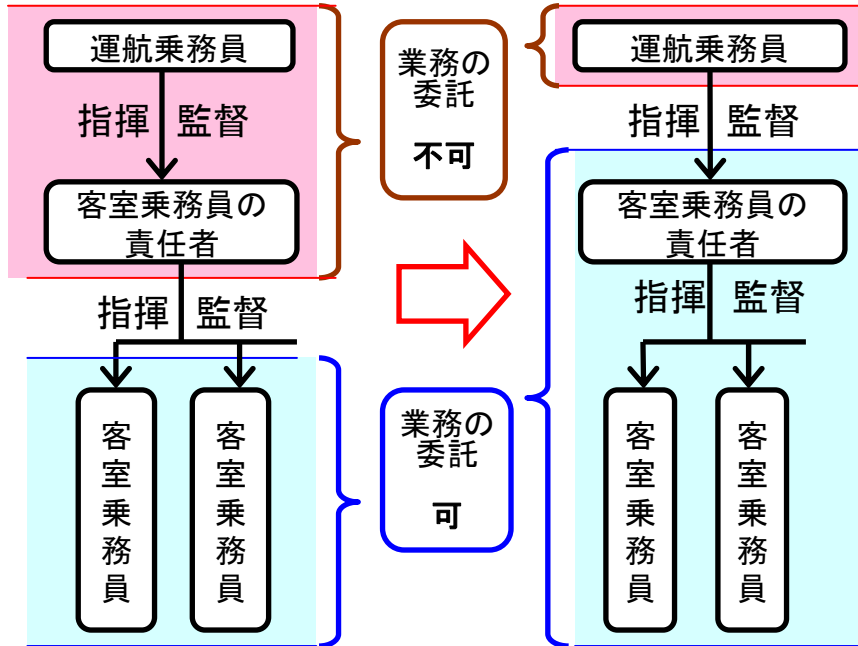 運航乗務員
指揮 監督
客室乗務員の
責任者
指揮 監督
客室乗務員
客室乗務員
業務の
委託
不可
業務の
委託
可
運航乗務員
指揮 監督
客室乗務員の
責任者
指揮 監督
客室乗務員
客室乗務員